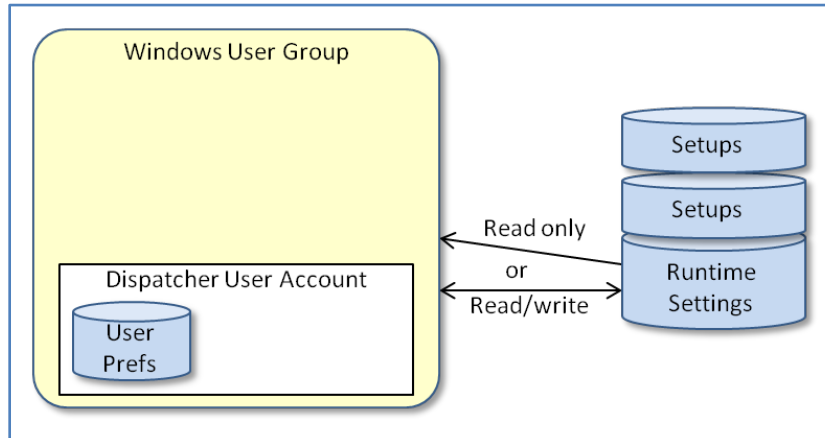 Windows User Group
Setups
Setups
Read only
or
Read/write
Runtime
Settings
Dispatcher User Account
User
Prefs